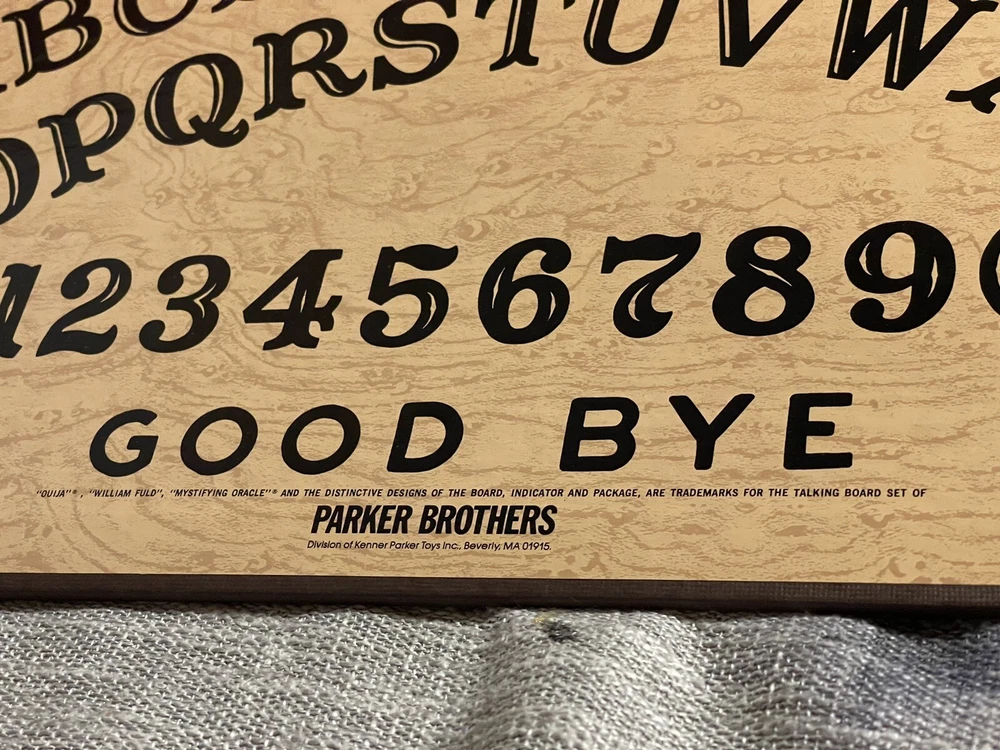 BC
OPQRSTUVW
123456789
GOOD BYE
"OUIJA"®, "WILLIAM FULD", "MYSTIFYING ORACLE"® AND THE DISTINCTIVE DESIGNS OF THE BOARD, INDICATOR AND PACKAGE, ARE TRADEMARKS FOR THE TALKING BOARD SET OF
PARKER BROTHERS
Division of Kenner Parker Toys Inc., Beverly, MA 01915.